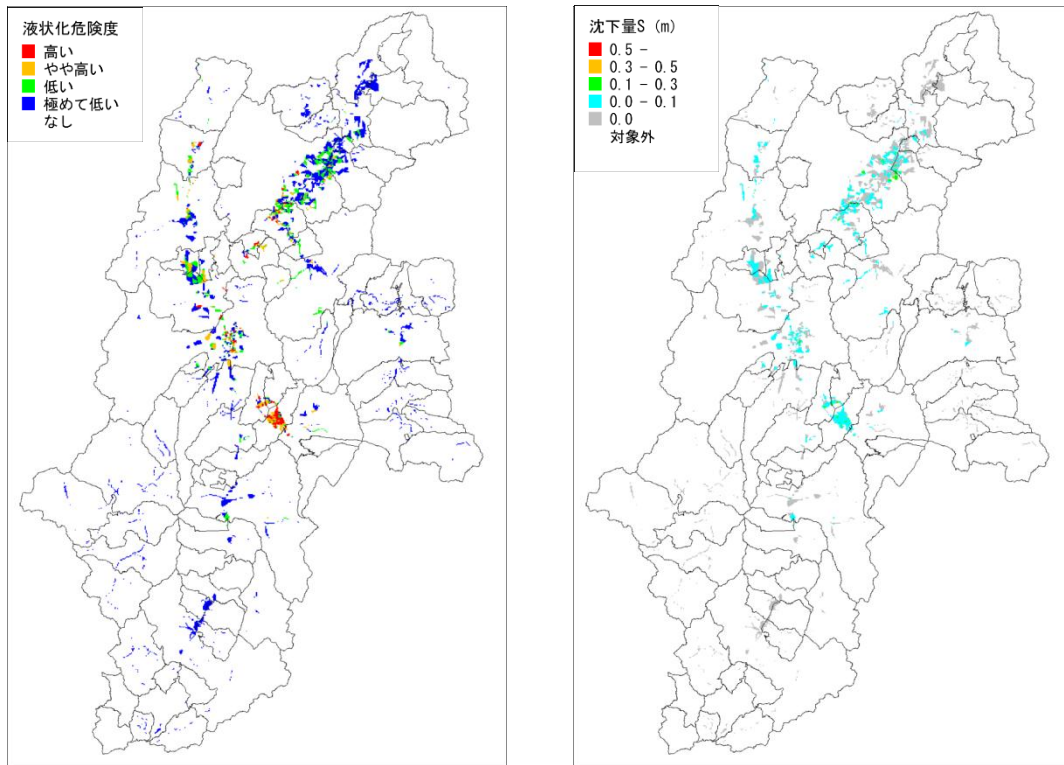 液状化危険度
高い
やや高い
低い
極めて低い
なし
沈下量S (m)
0.5 -
0.3 - 0.5
0.1 - 0.3
0.0 - 0.1
0.0
対象外